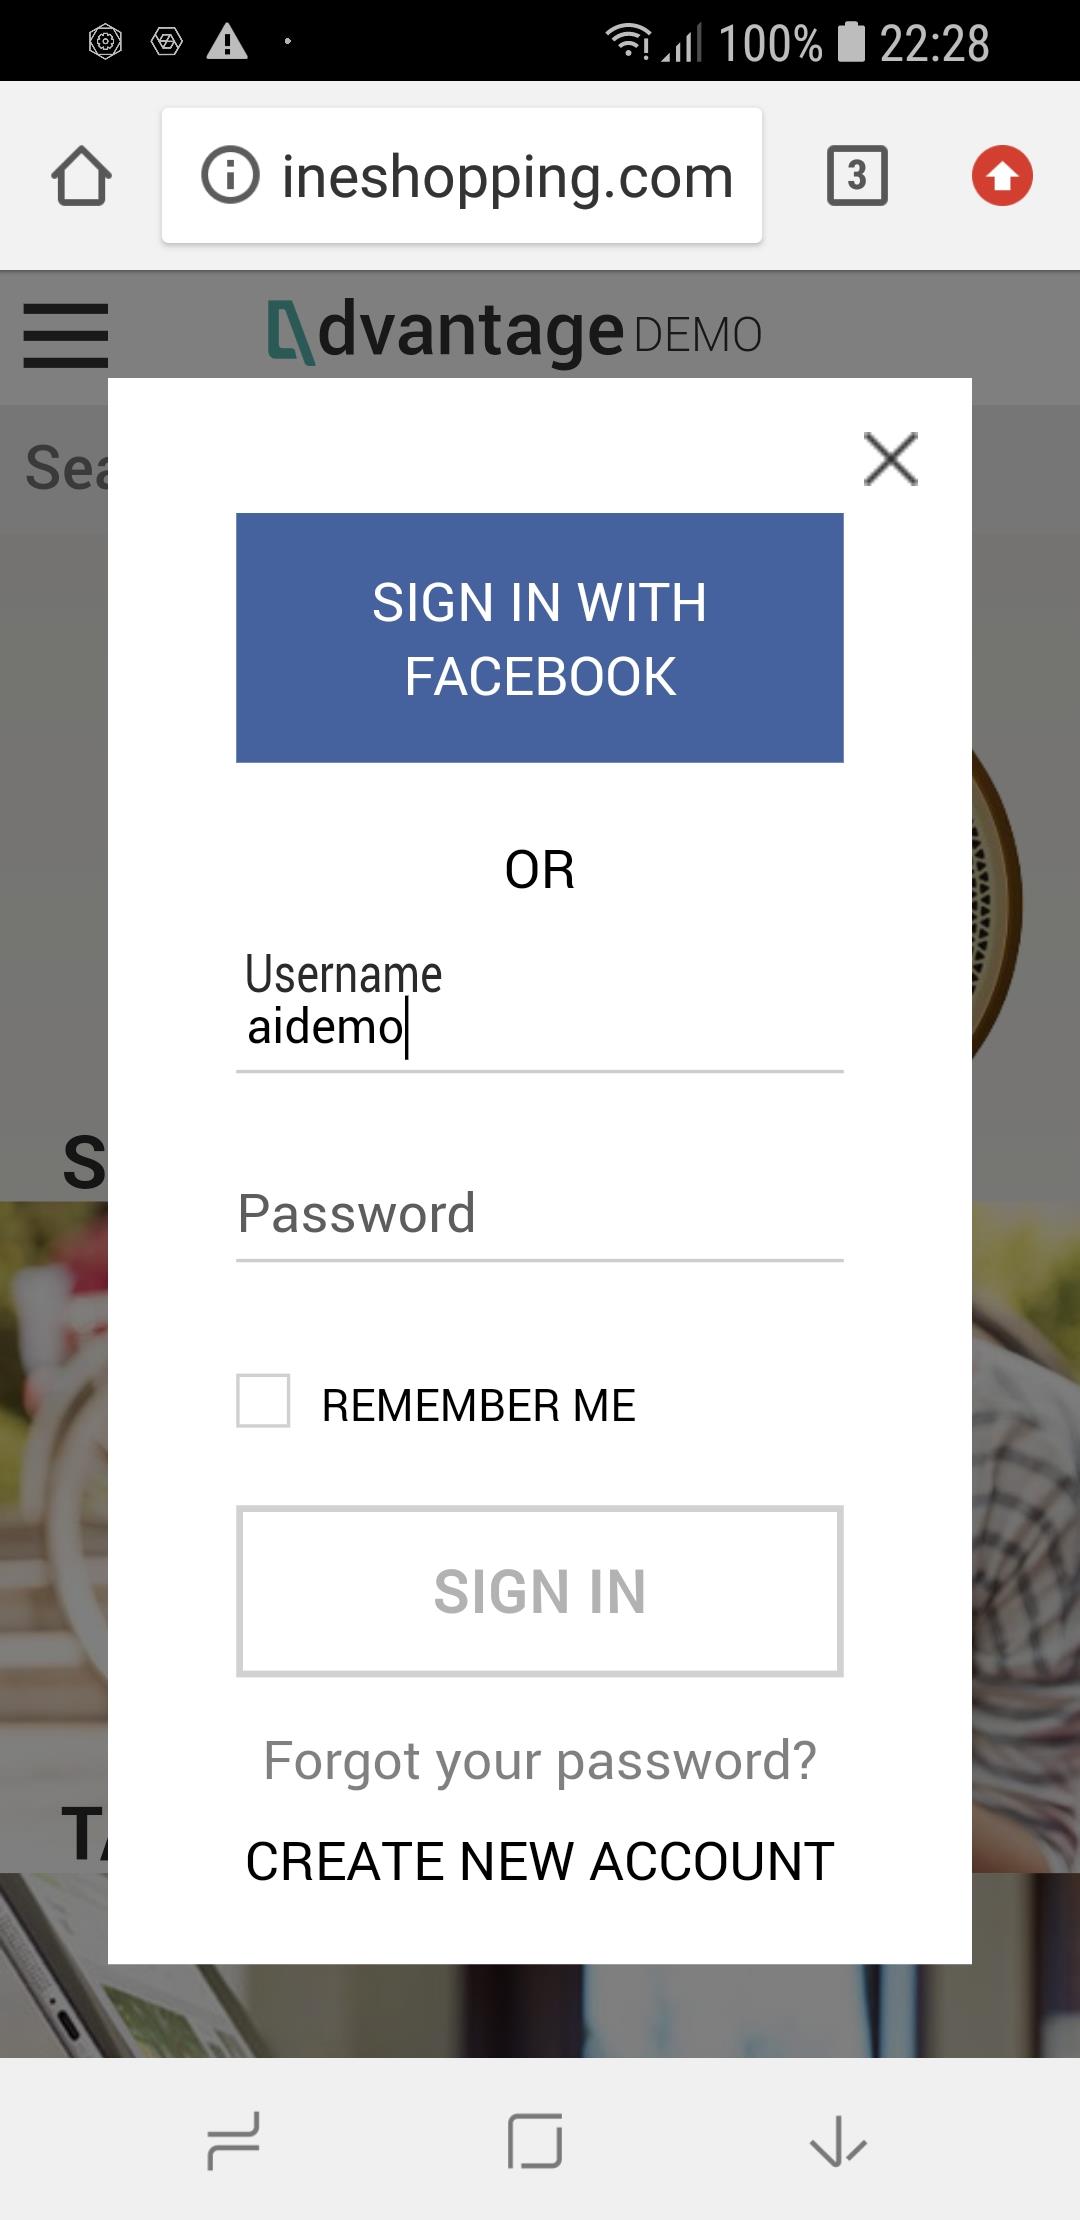 100% 22:28
ineshopping.com
3
dvantage DEMO
Sea
SIGN IN WITH
FACEBOOK
OR
Username
aidemo
S
Password
REMEMBER ME
SIGN IN
Forgot your password?
TA
CREATE NEW ACCOUNT